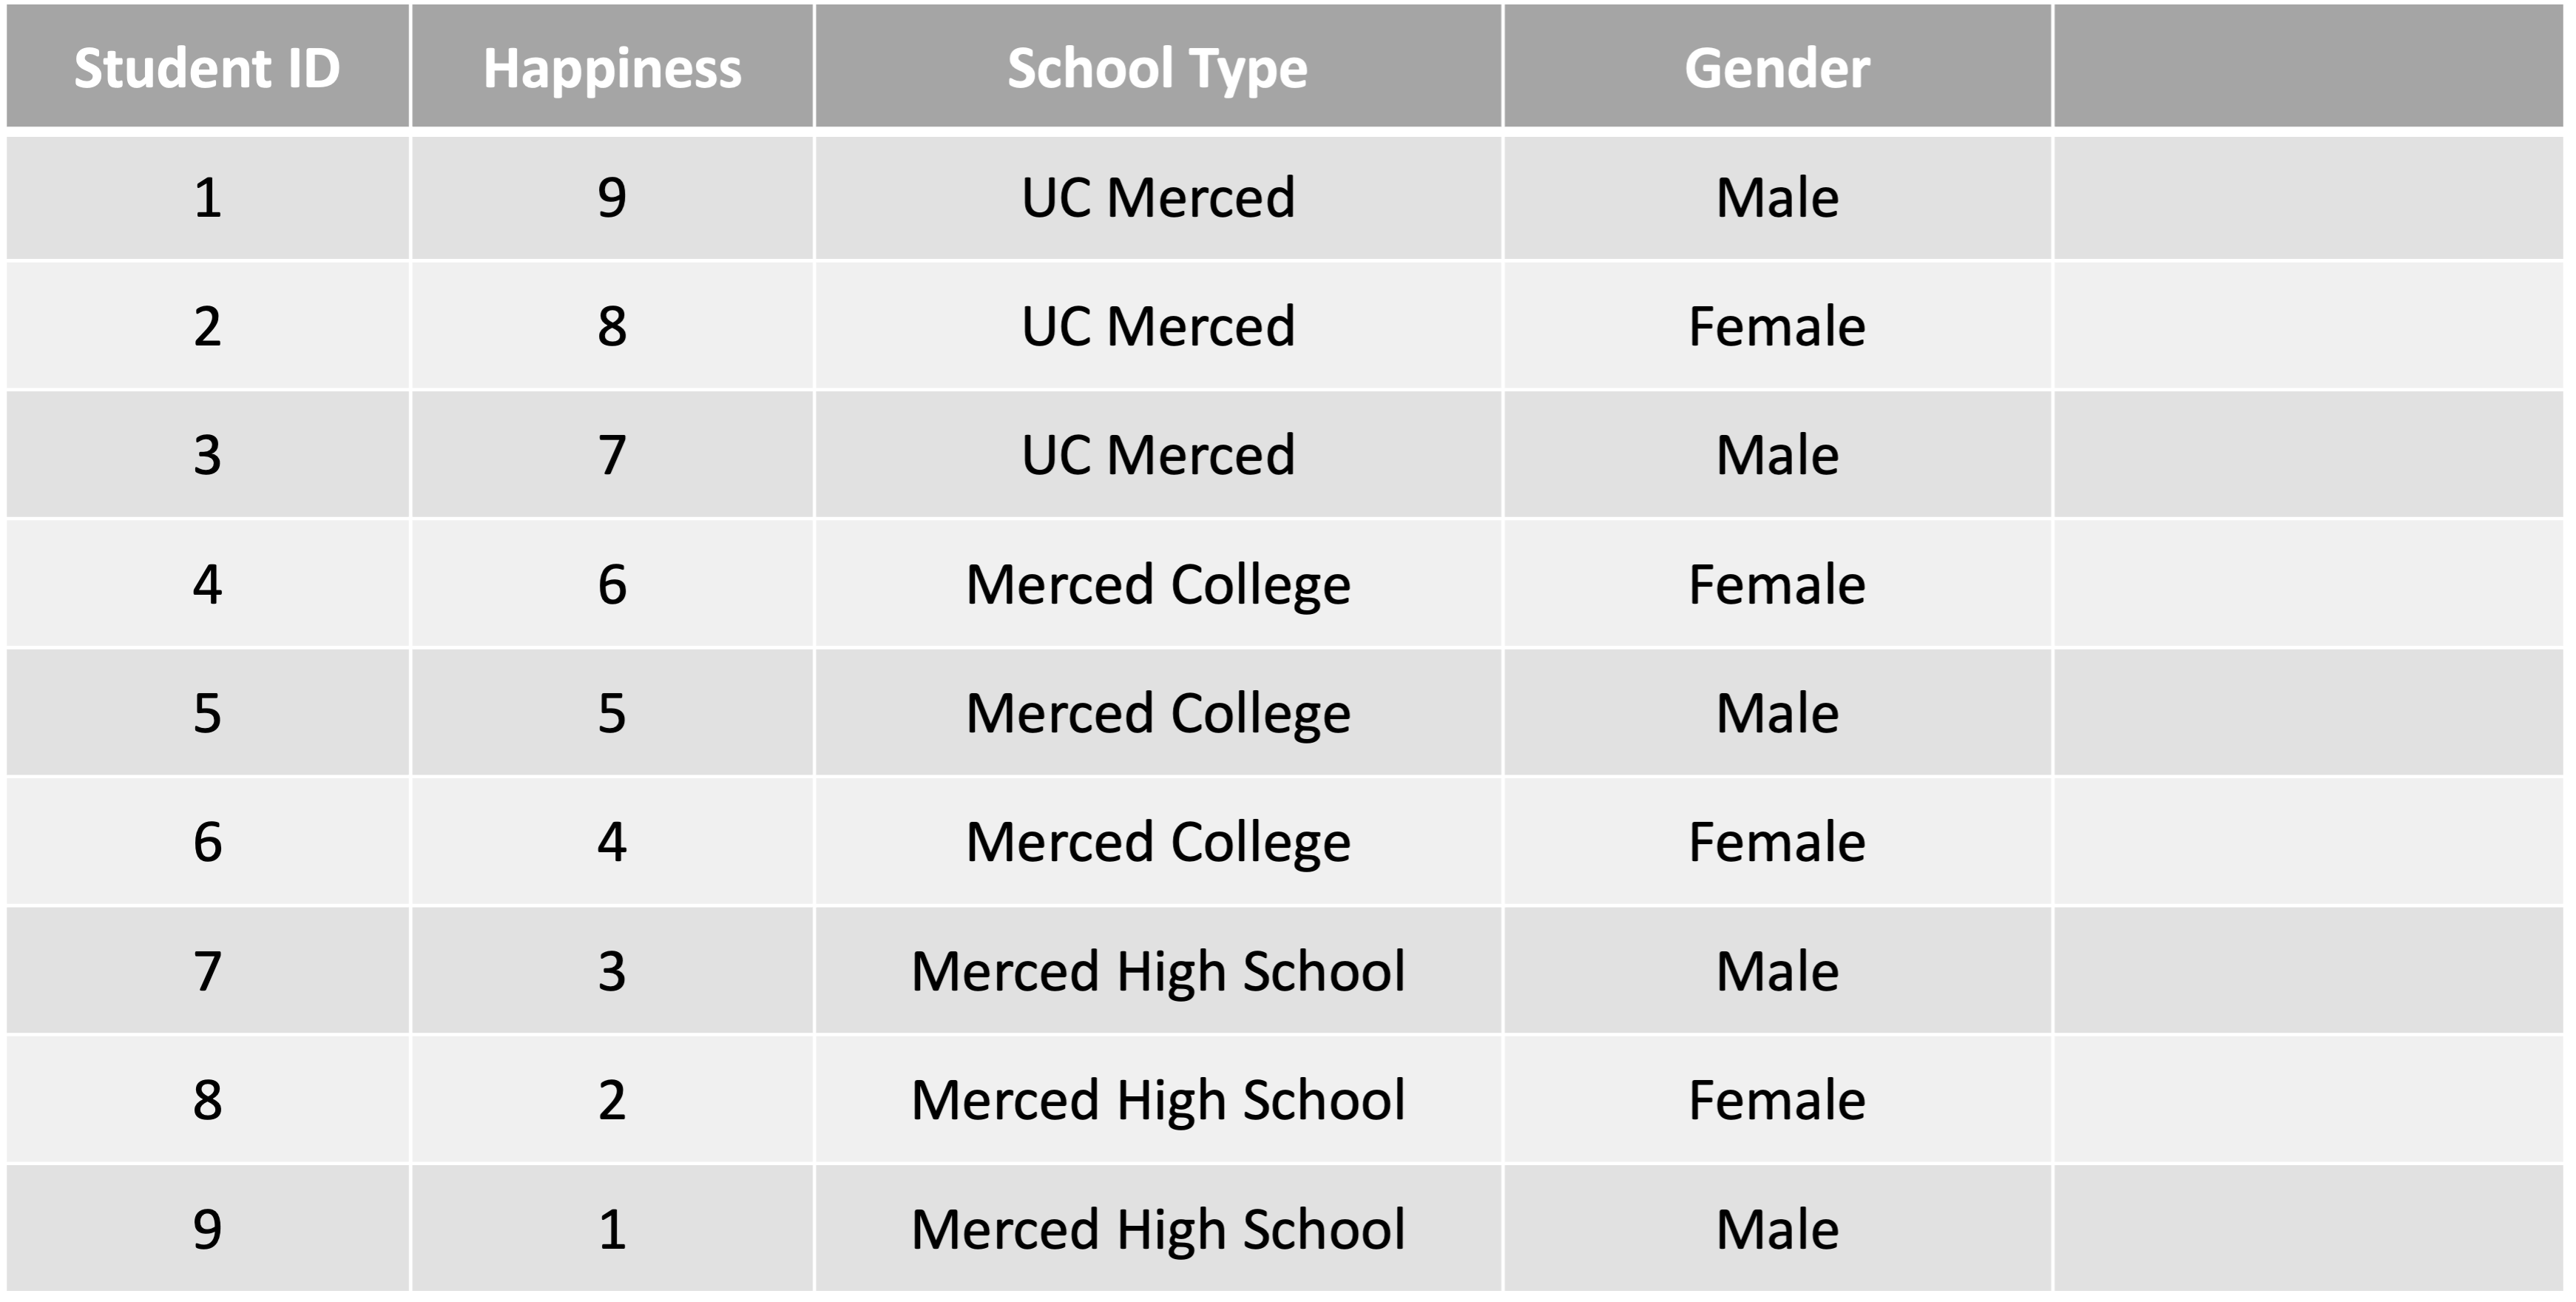 Student ID Happiness School Type Gender
1 9 UC Merced Male
2 8 UC Merced Female
3 7 UC Merced Male
4 6 Merced College Female
5 5 Merced College Male
6 4 Merced College Female
7 3 Merced High School Male
8 2 Merced High School Female
9 1 Merced High School Male